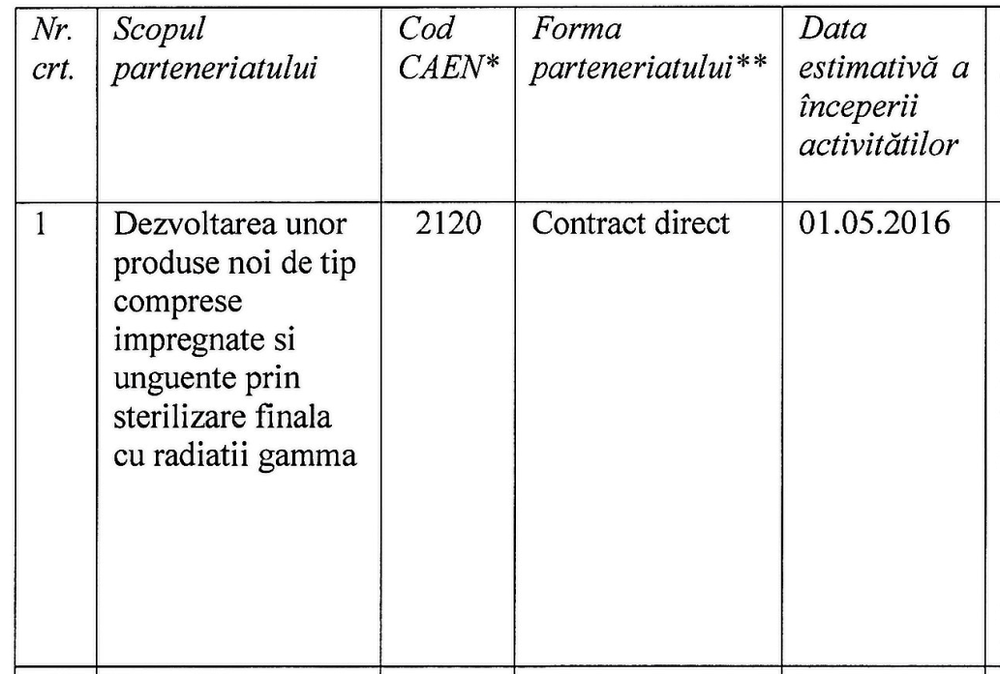 Nr. crt.
Scopul parteneriatului
Cod CAEN*
Forma parteneriatului**
Data estimativă a începerii activitătilor
1
Dezvoltarea unor
produse noi de tip
comprese
impregnate si
unguente prin
sterilizare finala
cu radiatii gamma
2120
Contract direct
01.05.2016